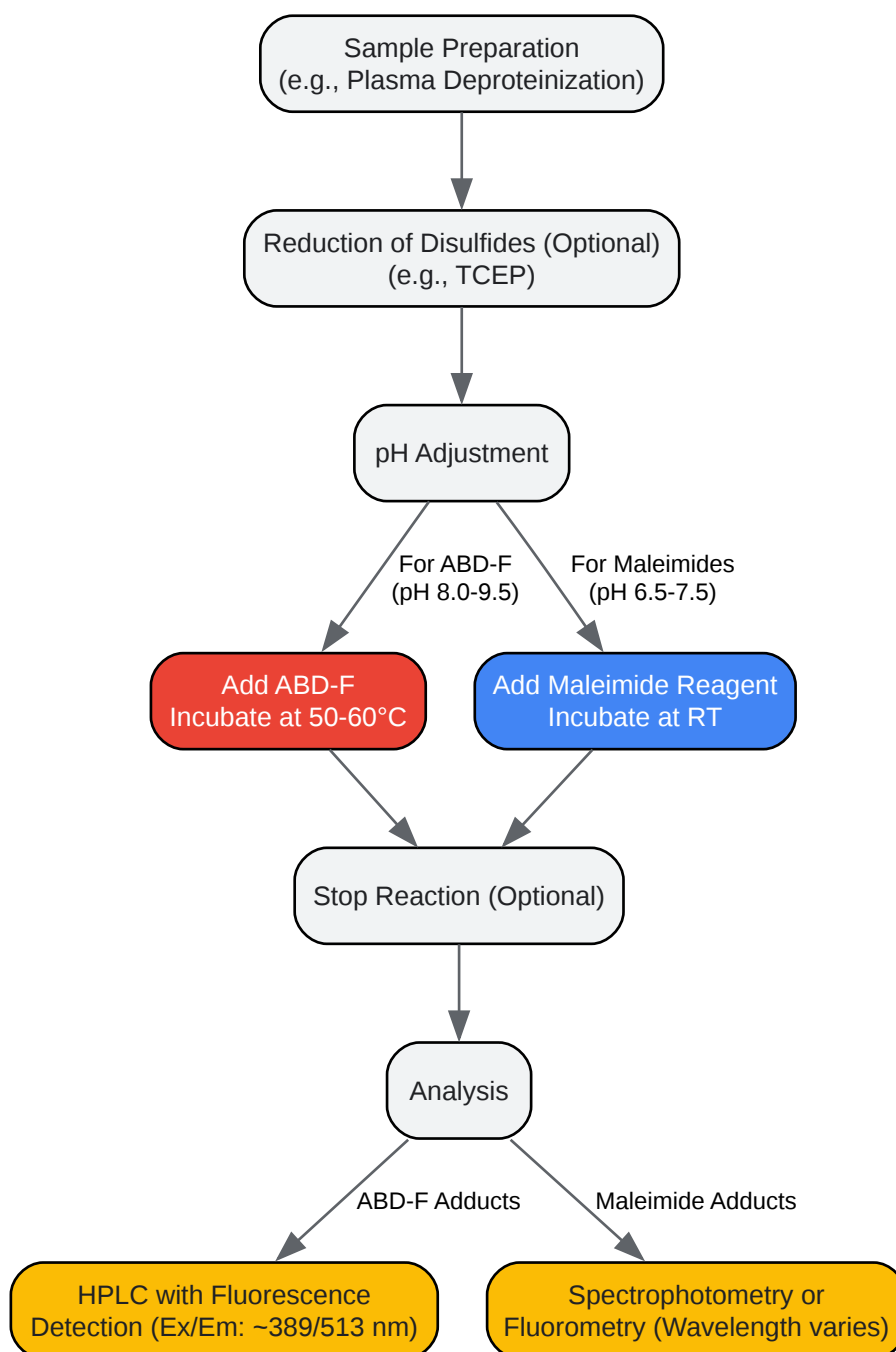 Sample Preparation
(e.g., Plasma Deproteinization)
Reduction of Disulfides (Optional)
(e.g., TCEP)
pH Adjustment
For ABD-F
(pH 8.0-9.5)
For Maleimides
(pH 6.5-7.5)
Add ABD-F
Incubate at 50-60°C
Add Maleimide Reagent
Incubate at RT
Stop Reaction (Optional)
Analysis
ABD-F Adducts
Maleimide Adducts
HPLC with Fluorescence
Detection (Ex/Em: ~389/513 nm)
Spectrophotometry or
Fluorometry (Wavelength varies)